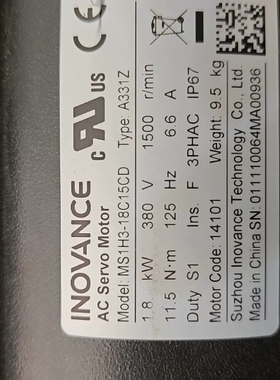 CE
c RU US
INOVANCE
AC Servo Motor
Model: MS1H3-18C15CD Type A331Z
1.8 kW 380 V 1500 r/min
11.5 N·m 125 Hz 6.6 A
Duty S1 Ins. F 3PHAC IP67
Motor Code: 14101 Weight: 9.5 kg
Suzhou Inovance Technology Co., Ltd.
Made in China SN: 011110064MA00936